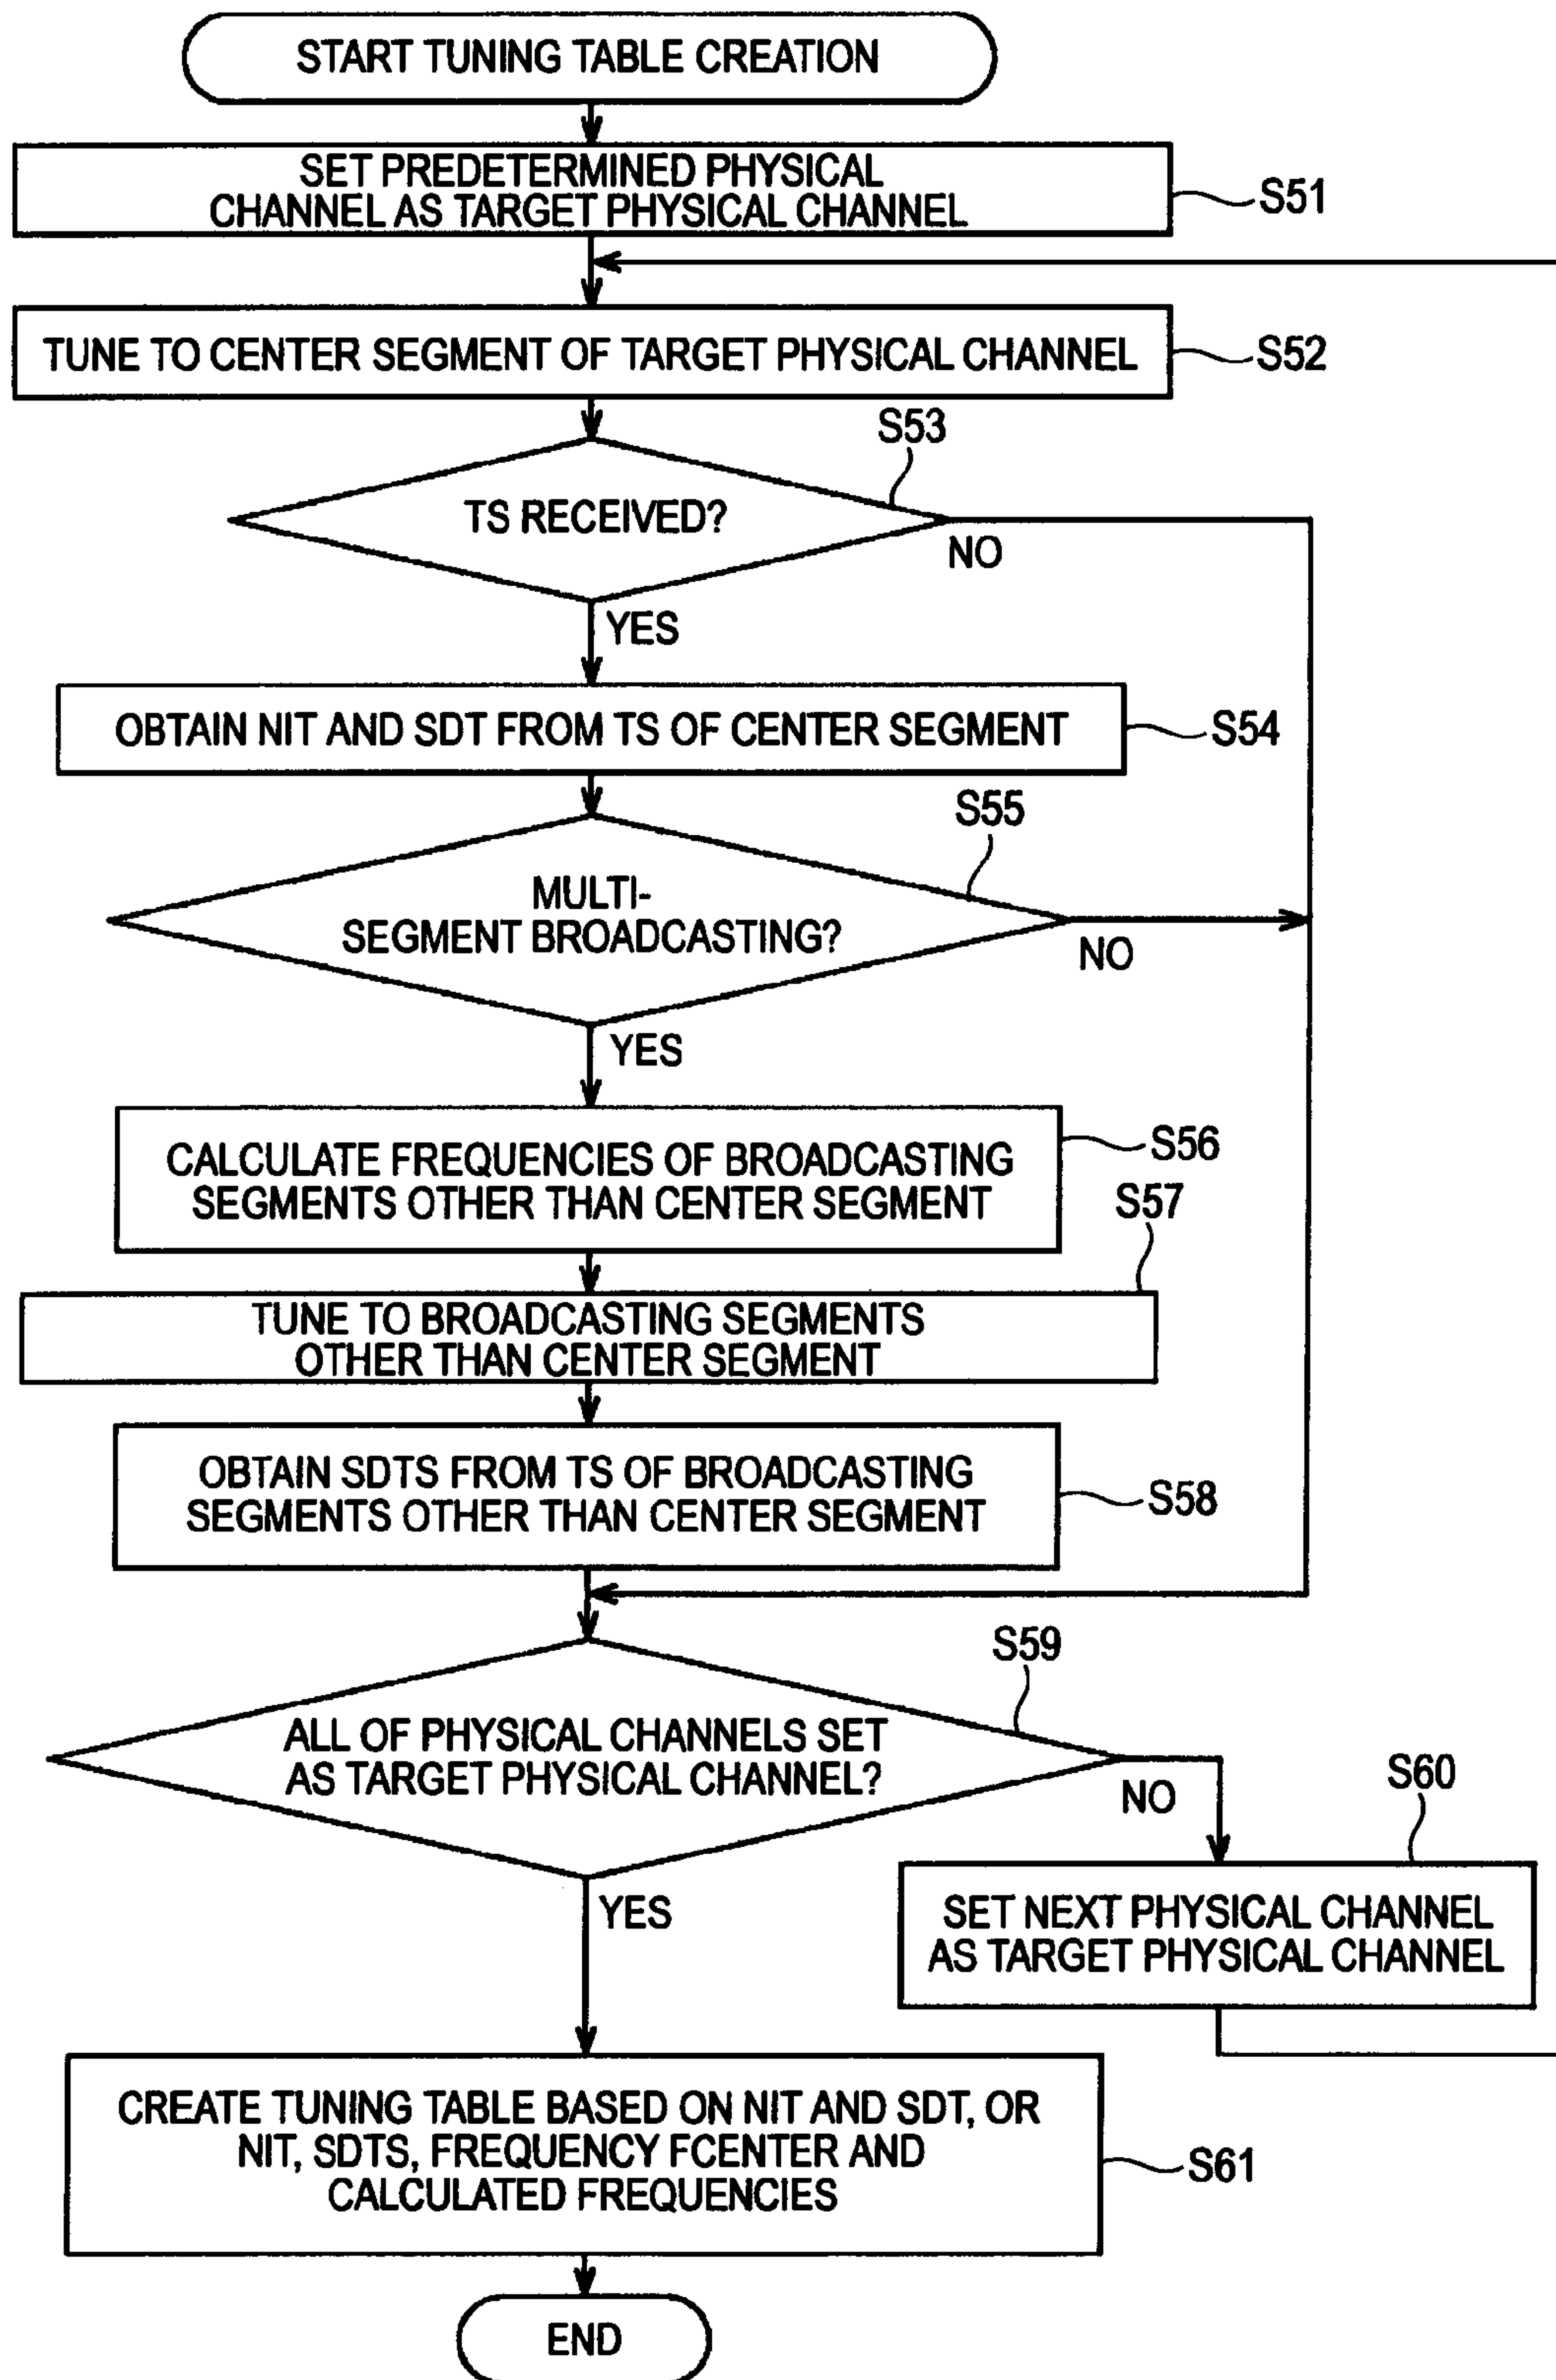 START TUNING TABLE CREATION
SET PREDETERMINED PHYSICAL
CHANNEL AS TARGET PHYSICAL CHANNEL
S51
TUNE TO CENTER SEGMENT OF TARGET PHYSICAL CHANNEL
S52
S53
TS RECEIVED?
NO
YES
OBTAIN NIT AND SDT FROM TS OF CENTER SEGMENT
S54
S55
MULTI-
SEGMENT BROADCASTING?
NO
YES
CALCULATE FREQUENCIES OF BROADCASTING
SEGMENTS OTHER THAN CENTER SEGMENT
S56
S57
TUNE TO BROADCASTING SEGMENTS
OTHER THAN CENTER SEGMENT
OBTAIN SDTS FROM TS OF BROADCASTING
SEGMENTS OTHER THAN CENTER SEGMENT
S58
S59
ALL OF PHYSICAL CHANNELS SET
AS TARGET PHYSICAL CHANNEL?
NO
S60
SET NEXT PHYSICAL CHANNEL
AS TARGET PHYSICAL CHANNEL
YES
CREATE TUNING TABLE BASED ON NIT AND SDT, OR
NIT, SDTS, FREQUENCY FCENTER AND
CALCULATED FREQUENCIES
S61
END